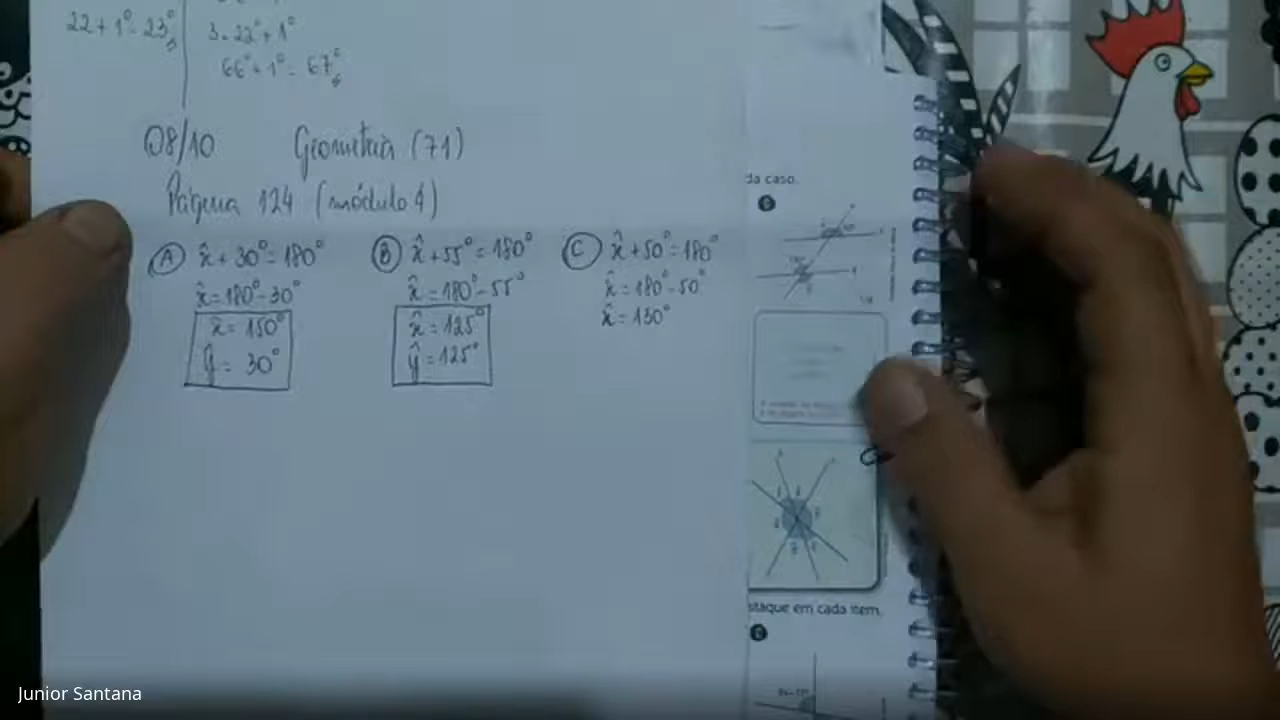 22+1°=23°
3.22°+1°
66°+1°=67°
08/10 Geometria (71)
Página 124 (módulo 4)
A x̂+30°=180°
x̂=180°-30°
x̂=150°
ŷ=30°
B x̂+55°=180°
x̂=180°-55°
x̂=125°
ŷ=125°
C x̂+50°=180°
x̂=180°-50°
x̂=130°
da caso.
staque em cada item.
Junior Santana